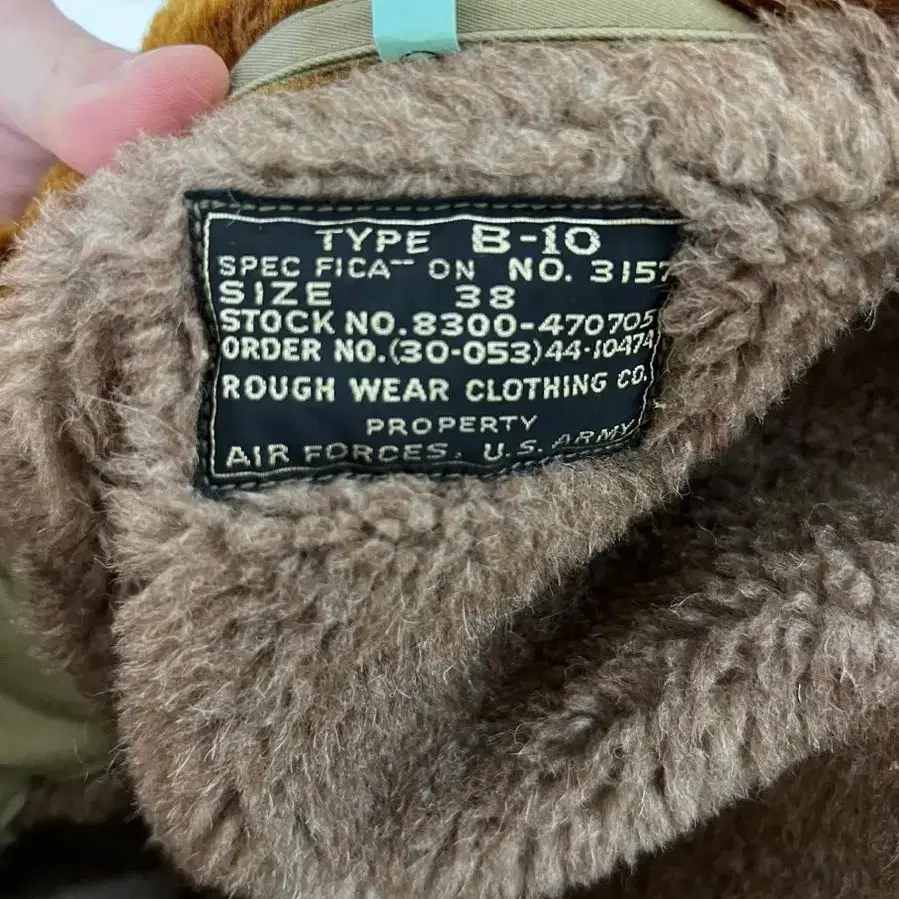 TYPE B-10
SPEC FICA ON NO. 3157
SIZE 38
STOCK NO. 8300-470705
ORDER NO. (30-053) 44-10474
ROUGH WEAR CLOTHING CO.
PROPERTY
AIR FORCES, U.S. ARMY